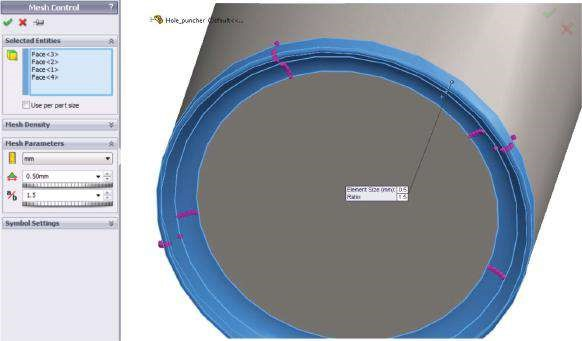 Mesh Control
?
Selected Entities
Face<3>
Face<2>
Face<1>
Face<4>
Use per part size
Mesh Density
Mesh Parameters
mm
0.50mm
a/b
1.5
Symbol Settings
Hole_puncher (Default<<...
Element Size (mm): 0.5
Ratio: 1.5